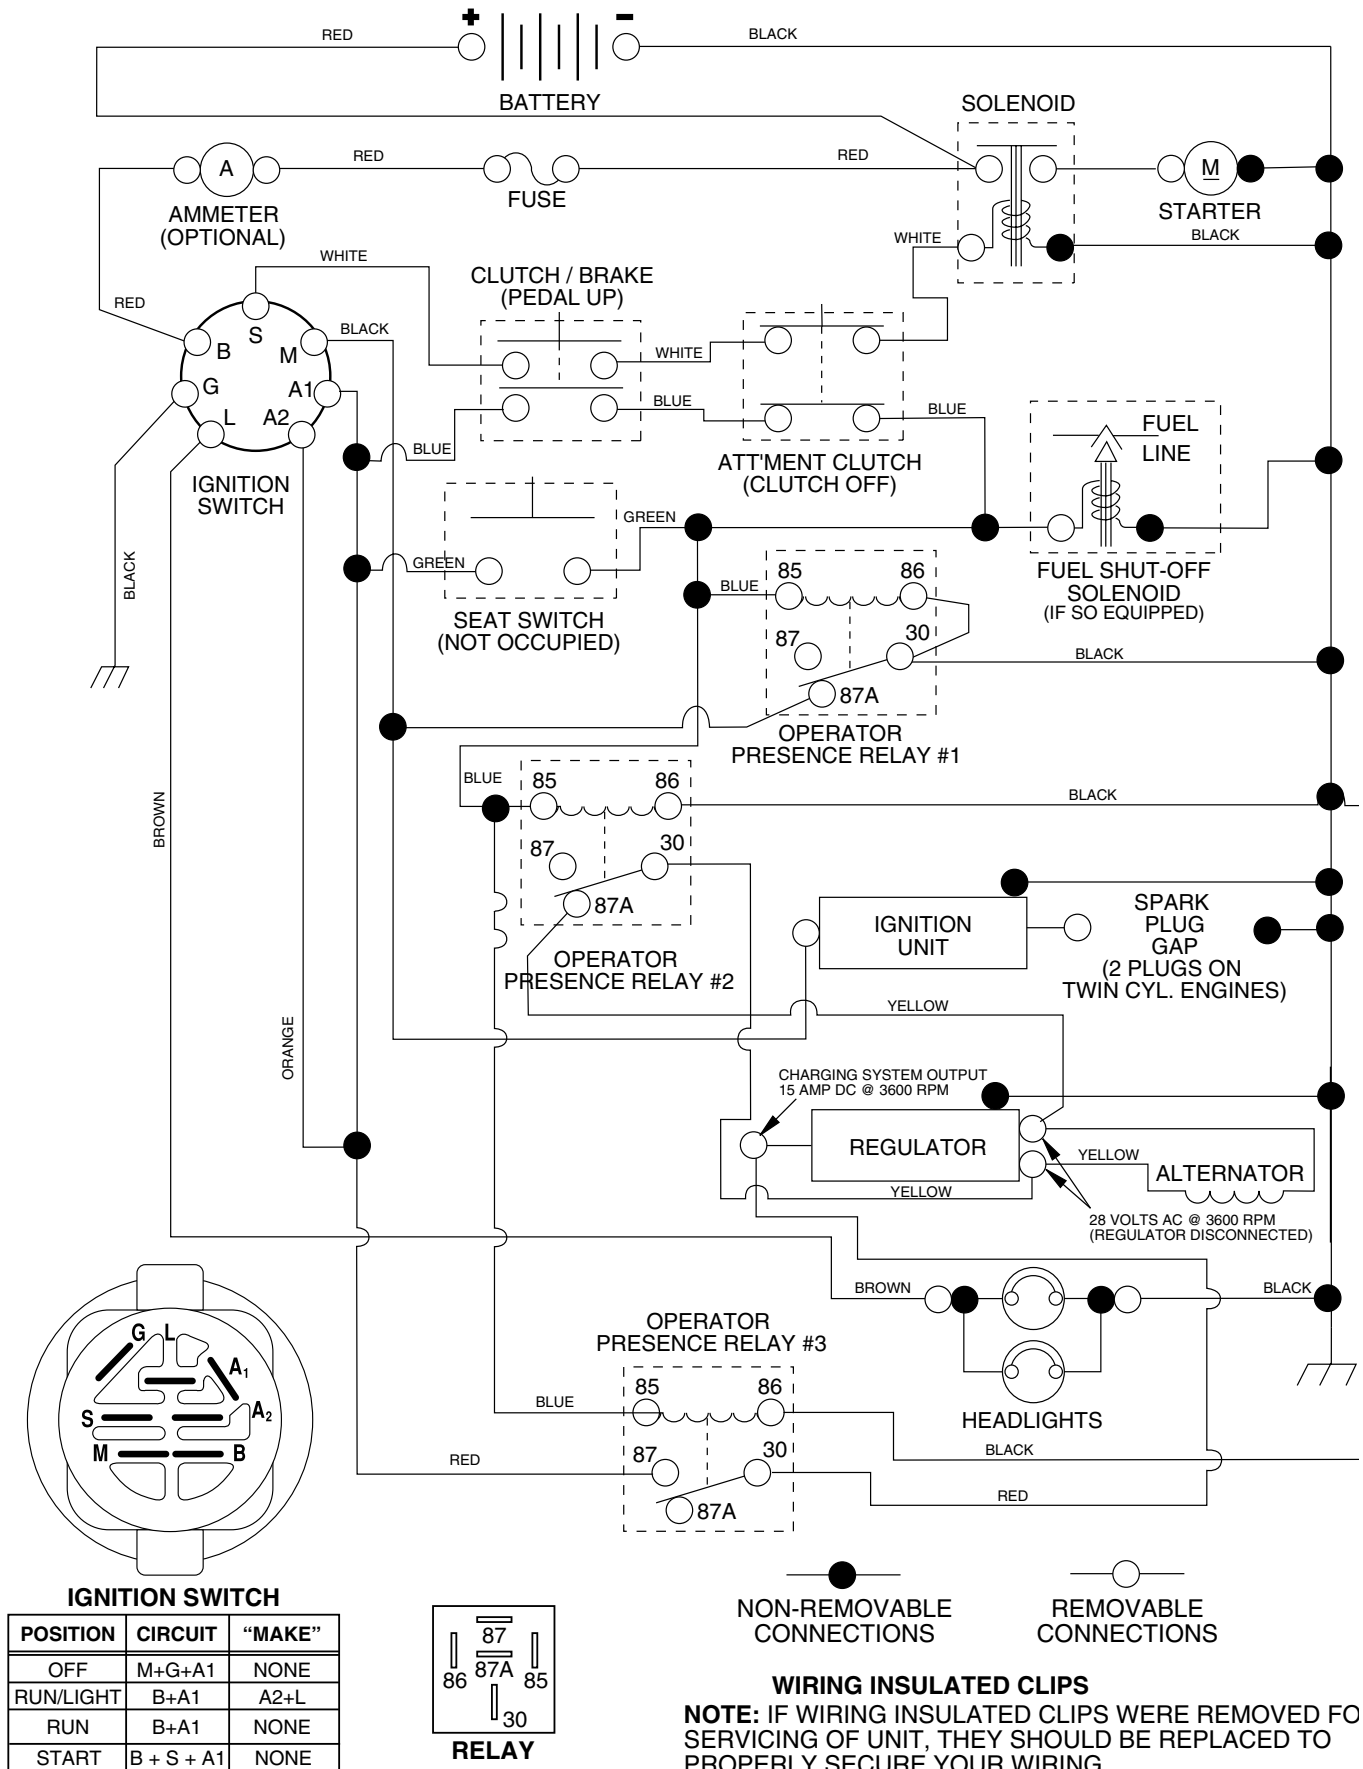 + −
RED
BLACK
BATTERY
SOLENOID
RED
RED
A
M
FUSE
AMMETER
(OPTIONAL)
STARTER
WHITE
BLACK
WHITE
CLUTCH / BRAKE
(PEDAL UP)
RED
S
B
M
BLACK
WHITE
G
A1
L
A2
BLUE
BLUE
BLUE
FUEL
LINE
IGNITION
SWITCH
ATT'MENT CLUTCH
(CLUTCH OFF)
GREEN
GREEN
BLACK
BLUE
85
86
FUEL SHUT-OFF
SOLENOID
(IF SO EQUIPPED)
SEAT SWITCH
(NOT OCCUPIED)
87
30
BLACK
87A
OPERATOR
PRESENCE RELAY #1
BLUE
85
86
BLACK
BROWN
87
30
87A
OPERATOR
PRESENCE RELAY #2
IGNITION
UNIT
SPARK
PLUG
GAP
(2 PLUGS ON
TWIN CYL. ENGINES)
YELLOW
ORANGE
CHARGING SYSTEM OUTPUT
15 AMP DC @ 3600 RPM
REGULATOR
YELLOW
ALTERNATOR
YELLOW
28 VOLTS AC @ 3600 RPM
(REGULATOR DISCONNECTED)
BROWN
BLACK
OPERATOR
PRESENCE RELAY #3
G L
A1
S
A2
M
B
85
86
BLUE
HEADLIGHTS
RED
87
30
BLACK
RED
87A
NON-REMOVABLE
CONNECTIONS
REMOVABLE
CONNECTIONS
IGNITION SWITCH
POSITION CIRCUIT “MAKE”
OFF M+G+A1 NONE
RUN/LIGHT B+A1 A2+L
RUN B+A1 NONE
START B + S + A1 NONE
87
86 87A 85
30
RELAY
WIRING INSULATED CLIPS
NOTE: IF WIRING INSULATED CLIPS WERE REMOVED FO
SERVICING OF UNIT, THEY SHOULD BE REPLACED TO
PROPERLY SECURE YOUR WIRING